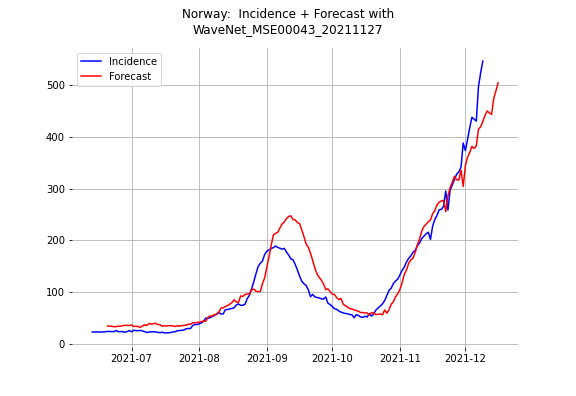 Norway:  Incidence + Forecast with
WaveNet_MSE00043_20211127
Incidence
Forecast
500
400
300
200
100
0
2021-07 2021-08 2021-09 2021-10 2021-11 2021-12